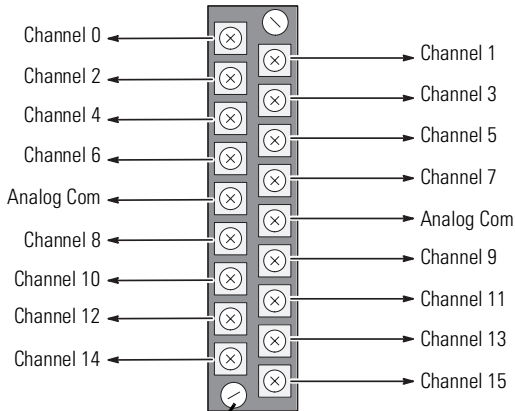 Channel 0
Channel 1
Channel 2
Channel 3
Channel 4
Channel 5
Channel 6
Channel 7
Analog Com
Analog Com
Channel 8
Channel 9
Channel 10
Channel 11
Channel 12
Channel 13
Channel 14
Channel 15